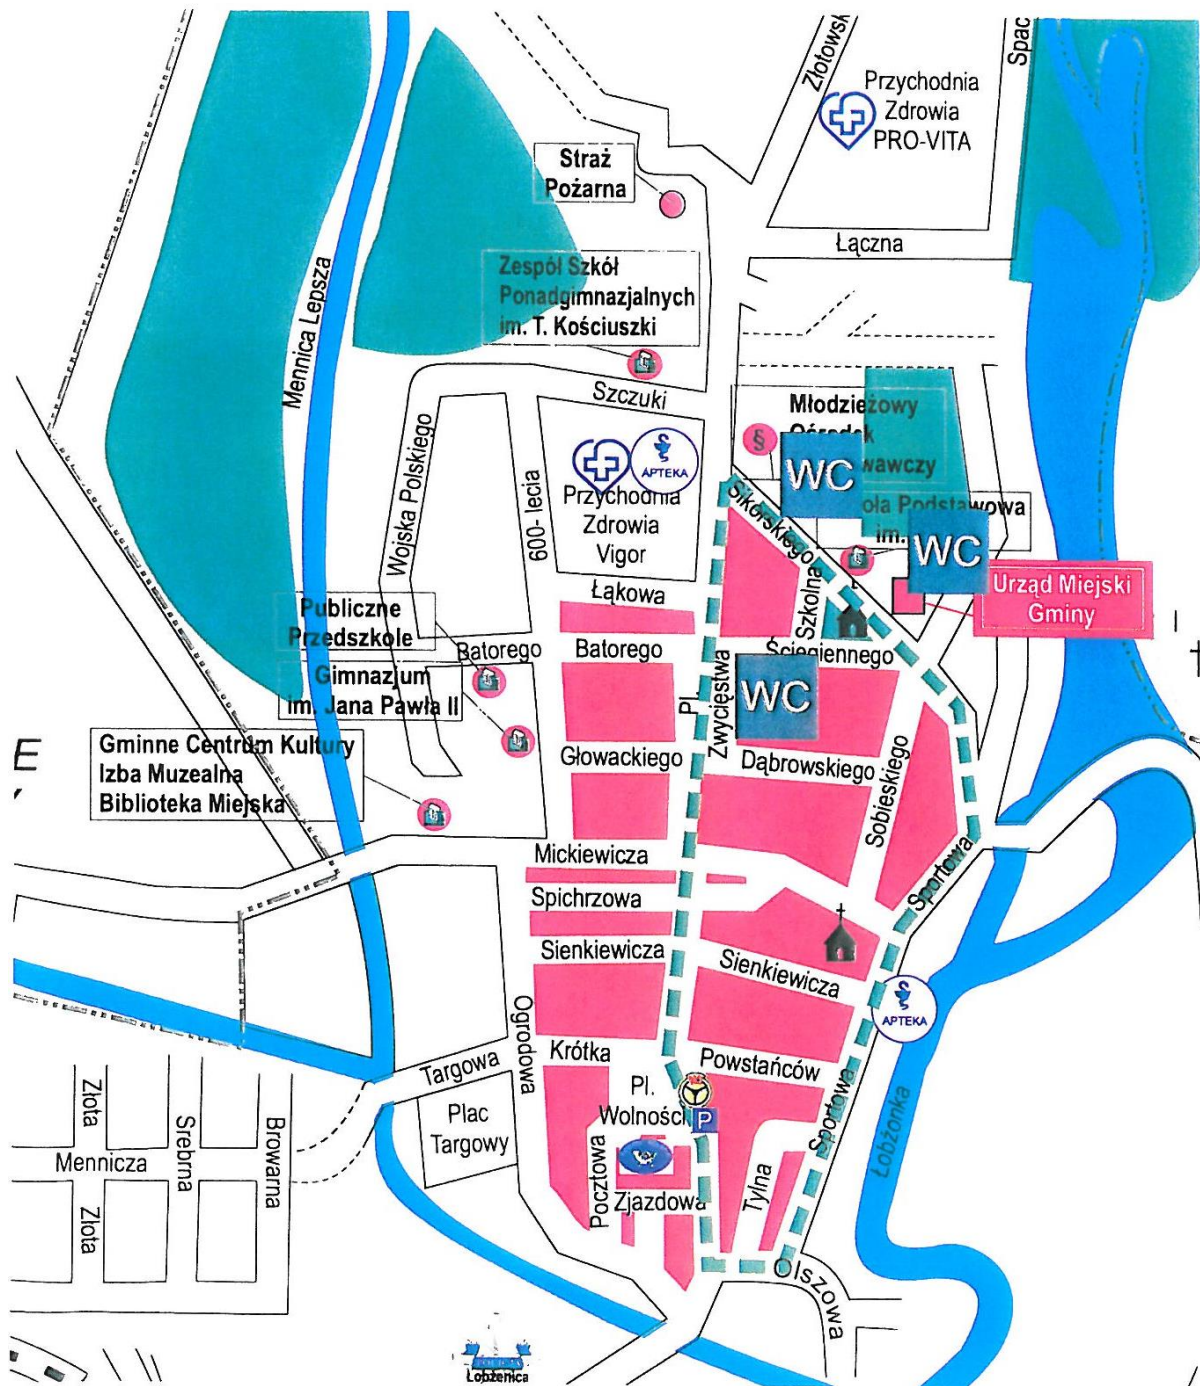 Złotowsk
Spac
Przychodnia
Zdrowia
PRO-VITA
Straż
Pożarna
Łączna
Zespół Szkół
Ponadgimnazjalnych
im. T. Kościuszki
Mennica Lepsza
Szczuki
Młodzieżowy
Ośrodek
wawczy
§
WC
Wojska Polskiego
600- lecia
APTEKA
Przychodnia
Zdrowia
Vigor
Sikorskiego
oła Podstawowa
im.
WC
Urząd Miejski
Gminy
Łąkowa
Szkolna
Publiczne
Przedszkole
Batorego
Batorego
Ściegiennego
Gimnazjum
im. Jana Pawła II
Pl.
Zwycięstwa
WC
E
Gminne Centrum Kultury
Izba Muzealna
Biblioteka Miejska
Głowackiego
Dąbrowskiego
Sobieskiego
Mickiewicza
Sportowa
Spichrzowa
Sienkiewicza
Sienkiewicza
APTEKA
Ogrodowa
Krótka
Powstańców
Targowa
Pl.
Wolności
P
Plac
Targowy
Sportowa
Łobżonka
Złota
Srebrna
Browarna
Mennicza
Złota
Pocztowa
Zjazdowa
Tylna
Olszowa
Łobżenica